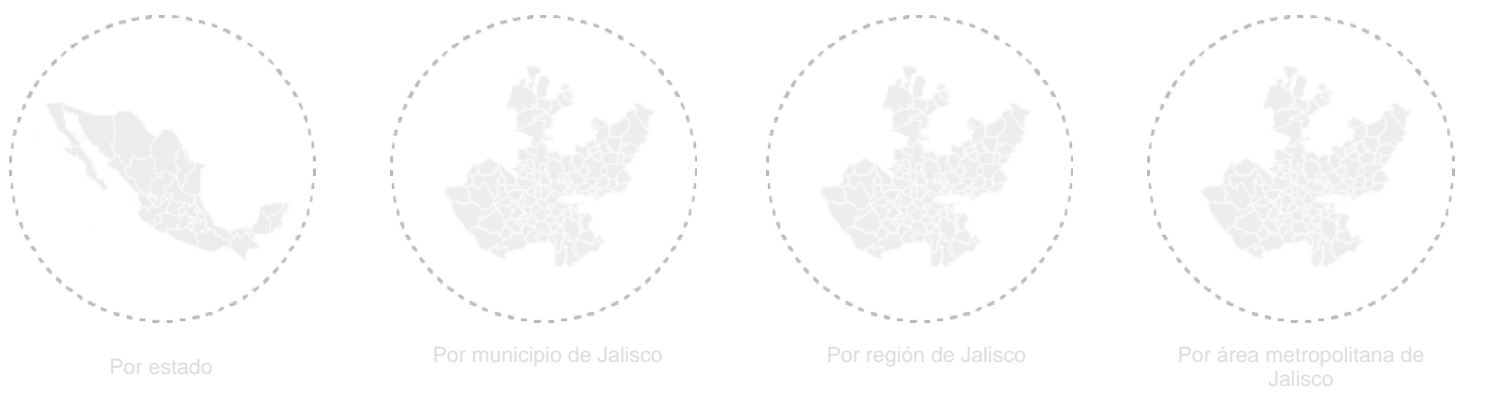 Por estado
Por municipio de Jalisco
Por región de Jalisco
Por área metropolitana de
Jalisco